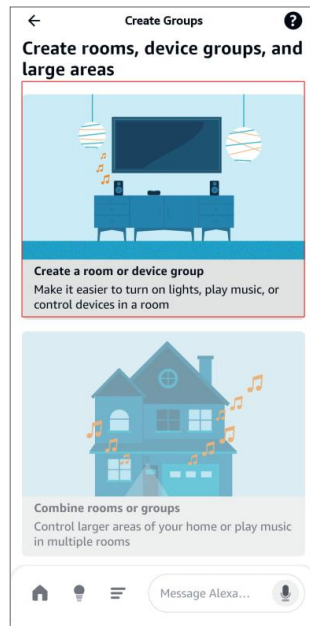 Create Groups
?
Create rooms, device groups, and
large areas
Create a room or device group
Make it easier to turn on lights, play music, or
control devices in a room
Combine rooms or groups
Control larger areas of your home or play music
in multiple rooms
Message Alexa...